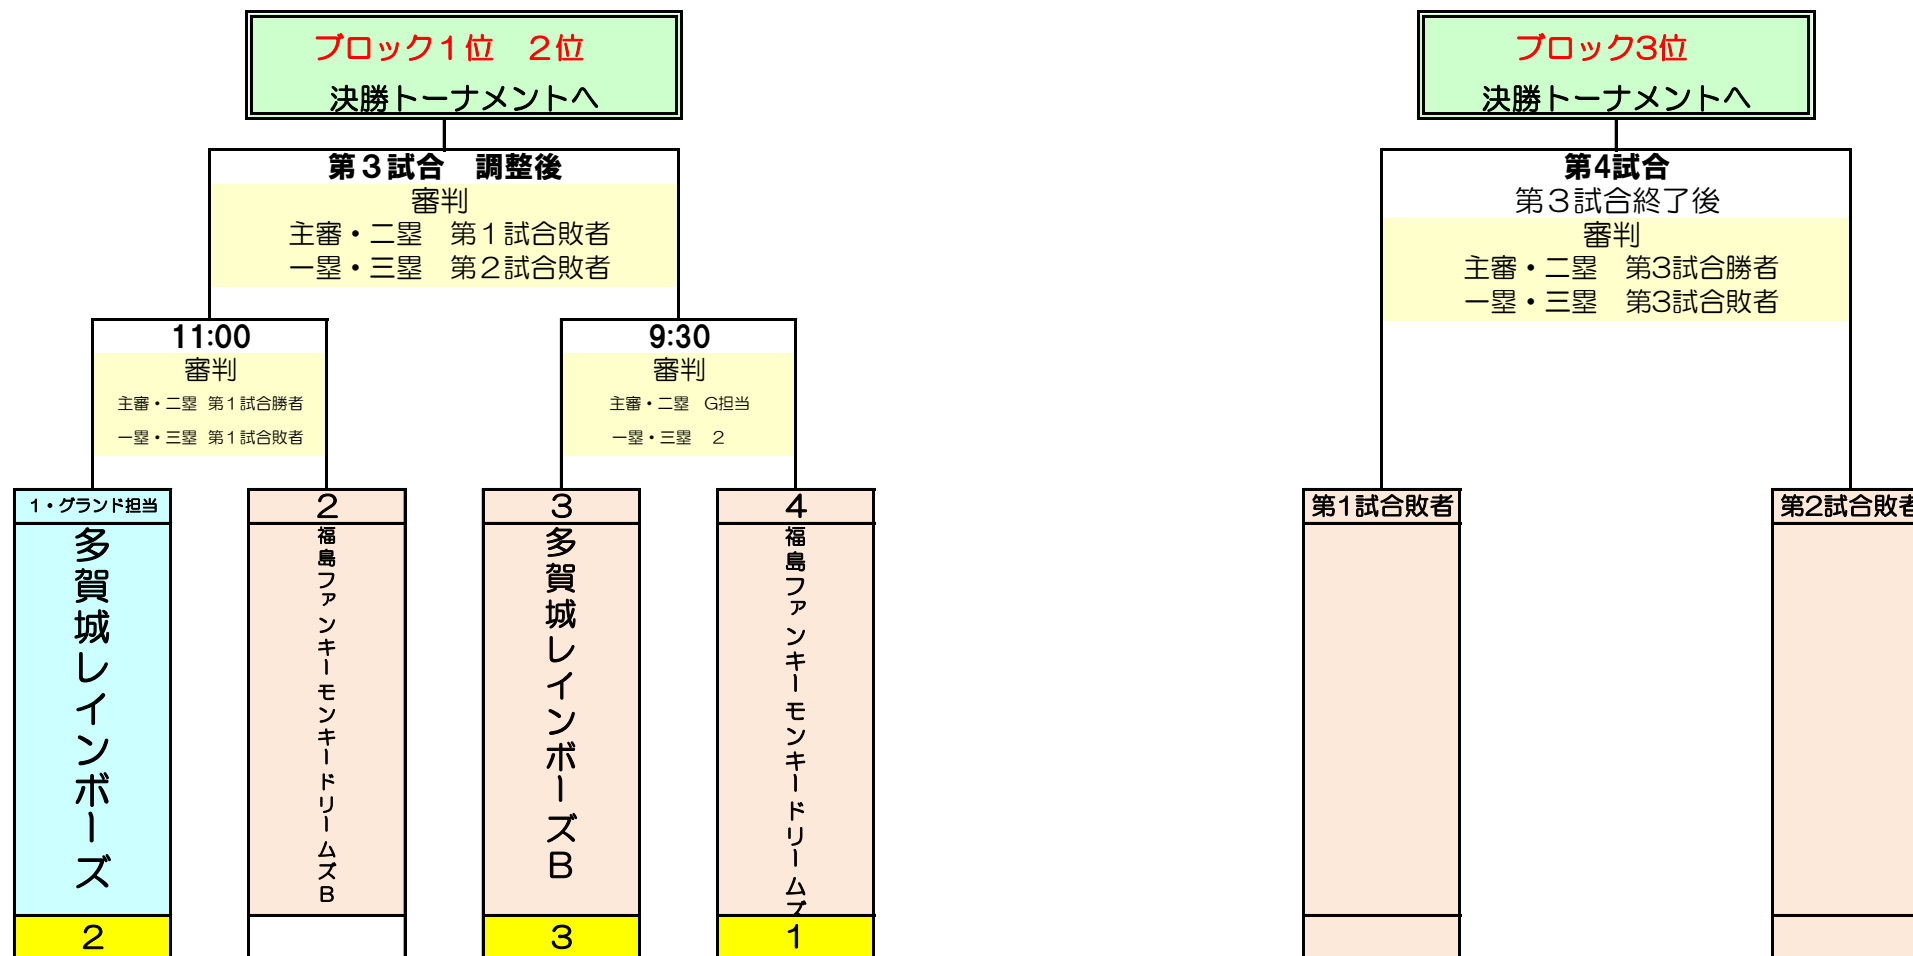 ブロック１位　２位
決勝トーナメントへ
第３試合　調整後
審判
主審・二塁　第１試合敗者
一塁・三塁　第２試合敗者
11:00
審判
主審・二塁 第１試合勝者
一塁・三塁 第１試合敗者
9:30
審判
主審・二塁　G担当
一塁・三塁　２
1・グランド担当
多賀城レインボーズ
2
2
福島ファンキーモンキードリームズB
3
多賀城レインボーズB
3
4
福島ファンキーモンキードリームズ
1
ブロック3位
決勝トーナメントへ
第4試合
第３試合終了後
審判
主審・二塁　第3試合勝者
一塁・三塁　第3試合敗者
第1試合敗者
第2試合敗者